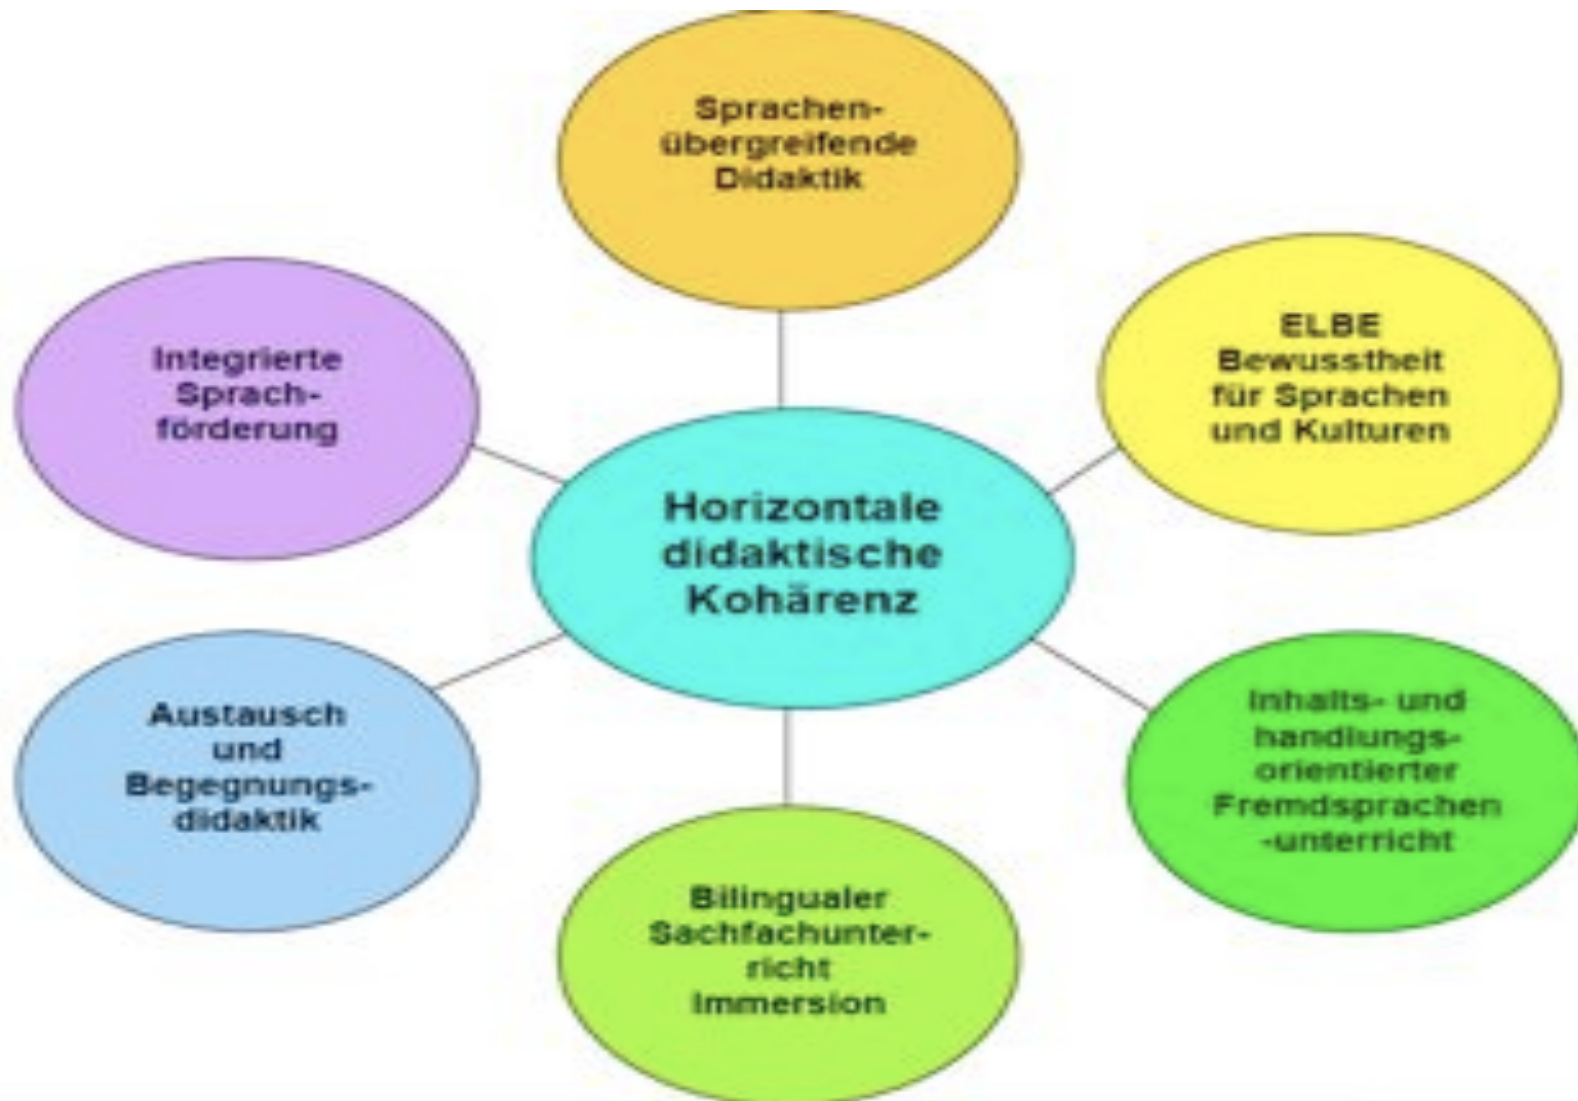 Sprachen-
übergreifende
Didaktik
ELBE
Bewusstheit
für Sprachen
und Kulturen
Integrierte
Sprach-
förderung
Horizontale
didaktische
Kohärenz
Inhalts- und
handlungs-
orientierter
Fremdsprachen
-unterricht
Austausch
und
Begegnungs-
didaktik
Bilingualer
Sachfachunter-
richt
Immersion